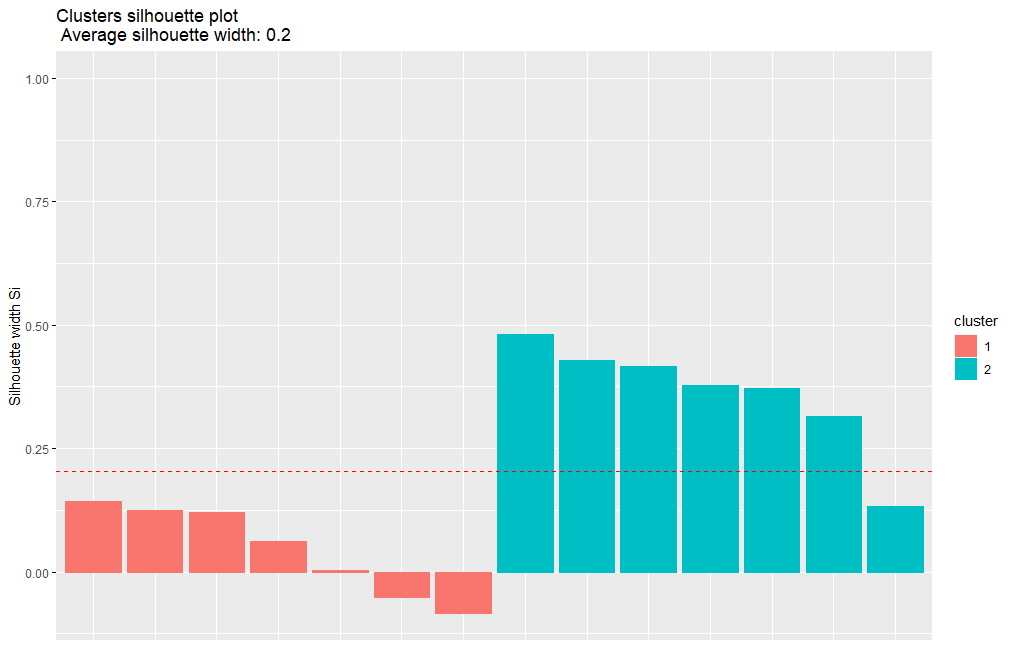 Clusters silhouette plot
Average silhouette width: 0.2
1.00
0.75
0.50
0.25
0.00
Silhouette width Si
cluster
1
2